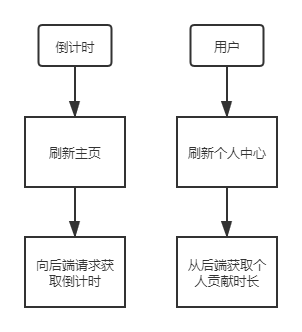 倒计时
用户
刷新主页
刷新个人中心
向后端请求获
取倒计时
从后端获取个
人贡献时长